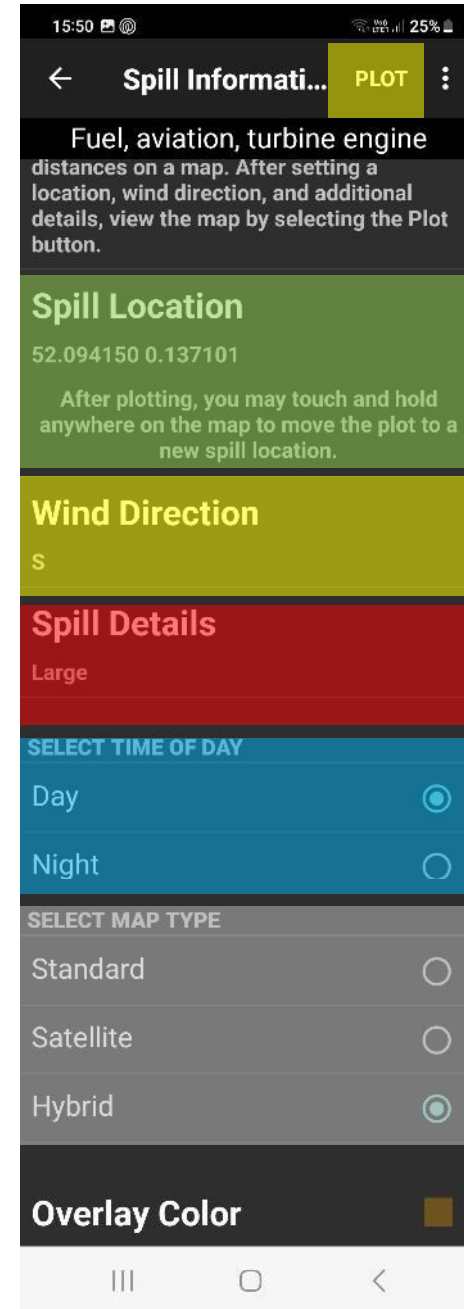 15:50 25%
Spill Informati... PLOT
Fuel, aviation, turbine engine
distances on a map. After setting a
location, wind direction, and additional
details, view the map by selecting the Plot
button.
Spill Location
52.094150 0.137101
After plotting, you may touch and hold
anywhere on the map to move the plot to a
new spill location.
Wind Direction
S
Spill Details
Large
SELECT TIME OF DAY
Day
Night
SELECT MAP TYPE
Standard
Satellite
Hybrid
Overlay Color